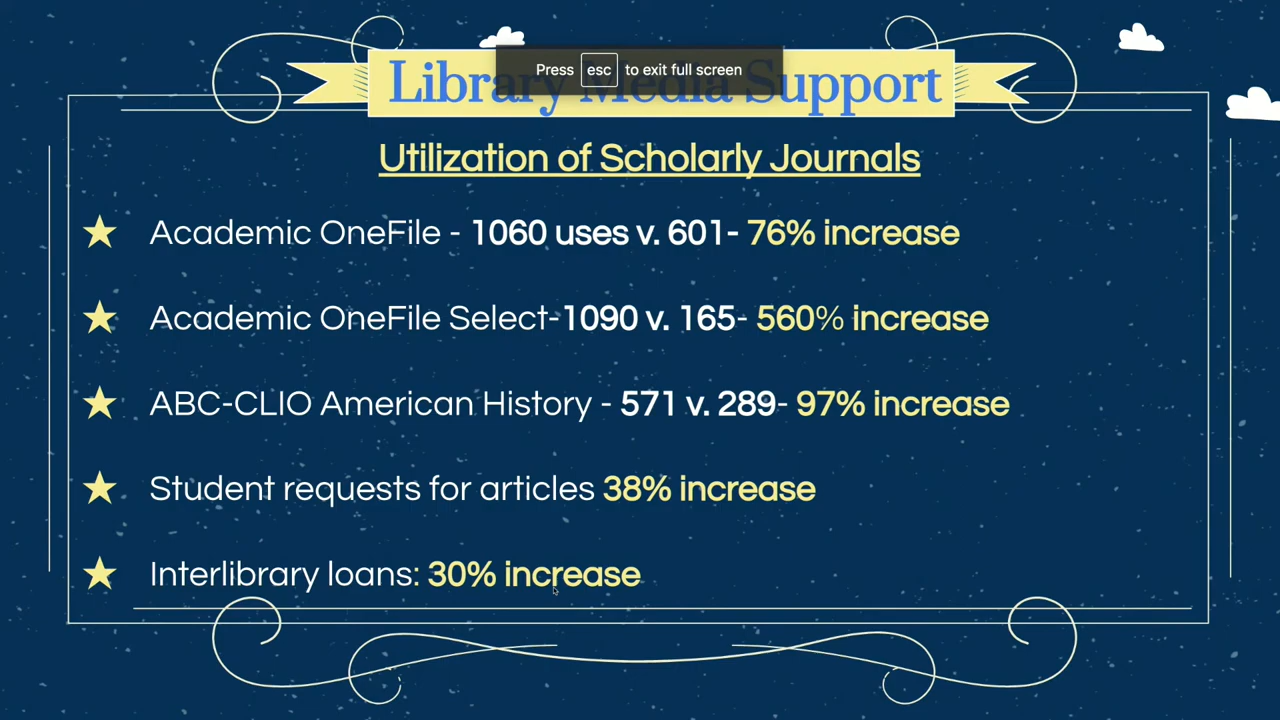 Press esc to exit full screen
Library Media Support
Utilization of Scholarly Journals
Academic OneFile - 1060 uses v. 601- 76% increase
Academic OneFile Select-1090 v. 165- 560% increase
ABC-CLIO American History - 571 v. 289- 97% increase
Student requests for articles 38% increase
Interlibrary loans: 30% increase